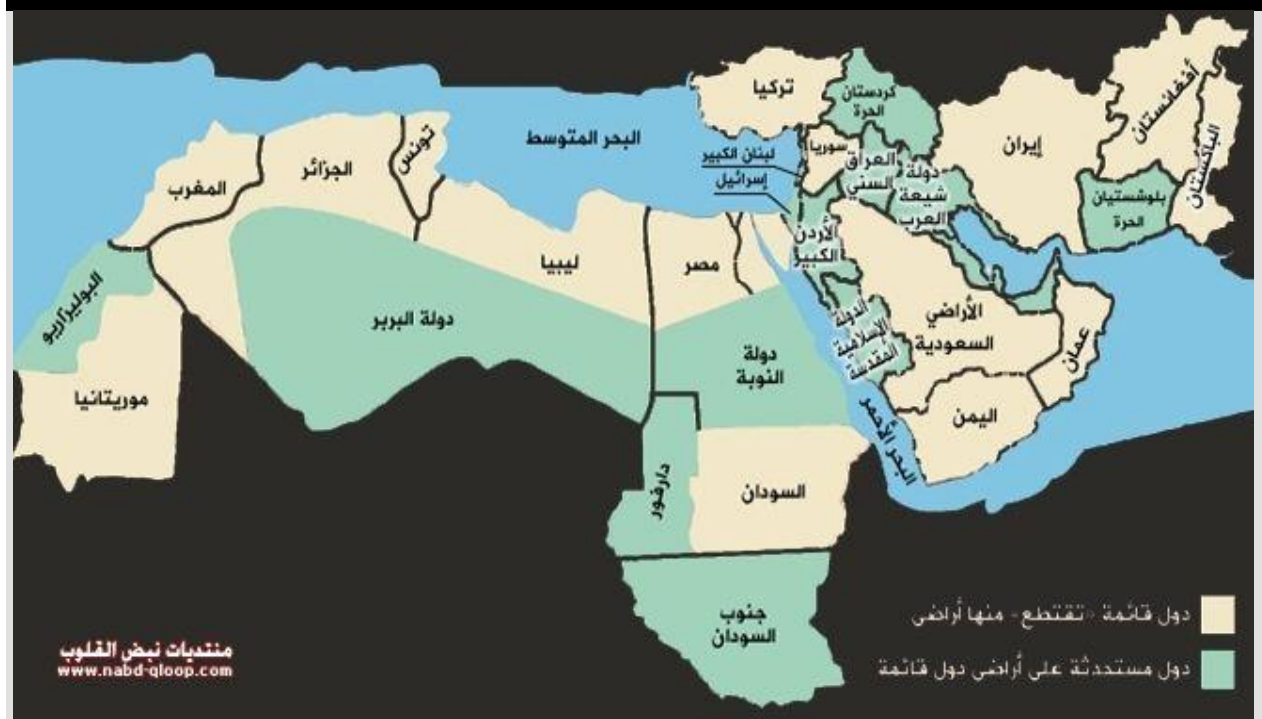 تركيا
كردستان
الحرة
أفغانستان
الباكستان
إيران
البحر المتوسط
تونس
الجزائر
المغرب
لبنان الكبير
إسرائيل
سوريا
العراق
السني
دولة
شيعة
العرب
بلوشستيان
الحرة
الأردن
الكبير
البوليزاريو
ليبيا
مصر
دولة البربر
دولة
النوبة
الدولة
الإسلامية
المقدسة
الأراضي
السعودية
عمان
موريتانيا
اليمن
البحر الأحمر
دارفور
السودان
جنوب
السودان
دول قائمة «تقتطع» منها أراضى
دول مستحدثة على أراضى دول قائمة
منتديات نبض القلوب
www.nabd-qloop.com